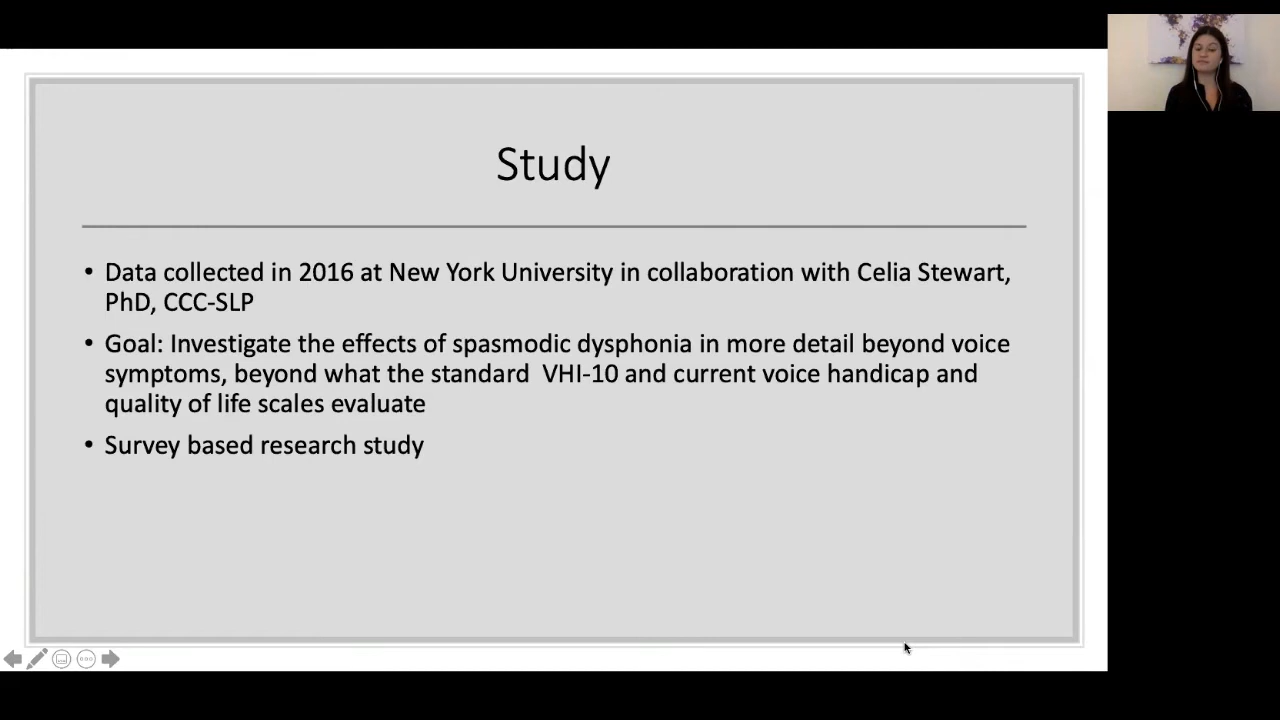 Study
• Data collected in 2016 at New York University in collaboration with Celia Stewart,
PhD, CCC-SLP
• Goal: Investigate the effects of spasmodic dysphonia in more detail beyond voice
symptoms, beyond what the standard  VHI-10 and current voice handicap and
quality of life scales evaluate
• Survey based research study